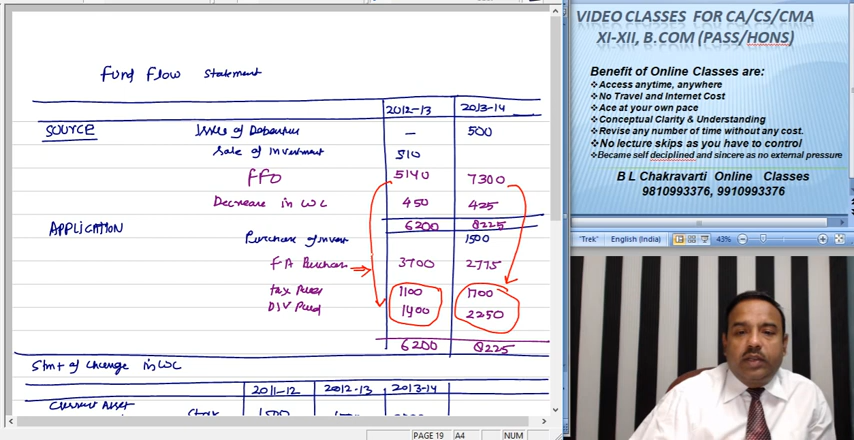 Fund Flow Statement
2012-13 2013-14
SOURCE Issue of Debenture — 500
Sale of Investment 510
FFO 5140 7300
Decrease in WC 450 425
6200 8225
APPLICATION
Purchase of Invest 1500
FA Purchase 3700 2775
tax Paid 1100 1700
DIV Paid 1400 2250
6200 8225
Stmt of change in WC
2011-12 2012-13 2013-14
Current Asset
Stock
PAGE 19 A4 NUM
VIDEO CLASSES FOR CA/CS/CMA
XI-XII, B.COM (PASS/HONS)
Benefit of Online Classes are:
• Access anytime, anywhere
• No Travel and Internet Cost
• Ace at your own pace
• Conceptual Clarity & Understanding
• Revise any number of time without any cost.
• No lecture skips as you have to control
• Became self deciplined and sincere as no external pressure
B L Chakravarti Online Classes
9810993376, 9910993376
"Trek" English (India) 43%